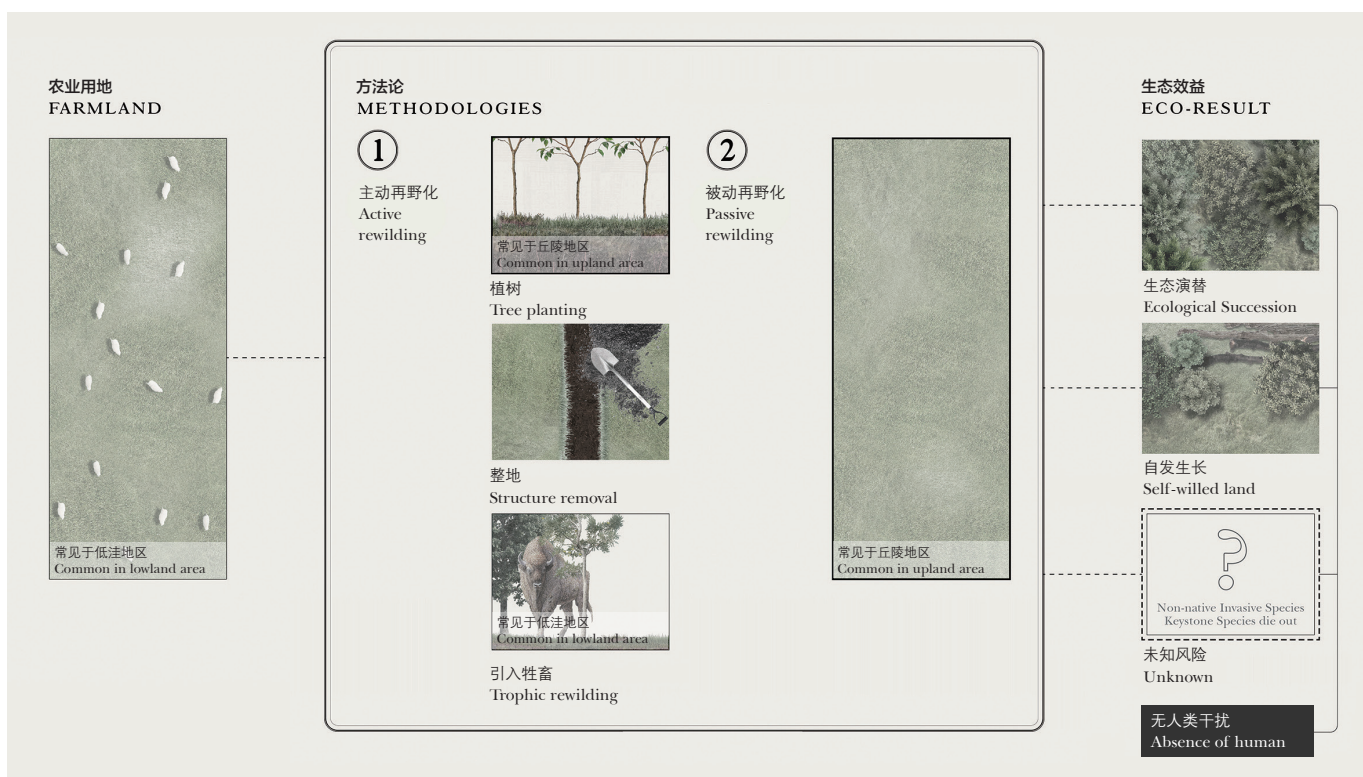 农业用地
FARMLAND
常见于低洼地区
Common in lowland area
方法论
METHODOLOGIES
1
主动再野化
Active
rewilding
常见于丘陵地区
Common in upland area
植树
Tree planting
整地
Structure removal
常见于低洼地区
Common in lowland area
引入牲畜
Trophic rewilding
2
被动再野化
Passive
rewilding
常见于丘陵地区
Common in upland area
生态效益
ECO-RESULT
生态演替
Ecological Succession
自发生长
Self-willed land
?
Non-native Invasive Species
Keystone Species die out
未知风险
Unknown
无人类干扰
Absence of human